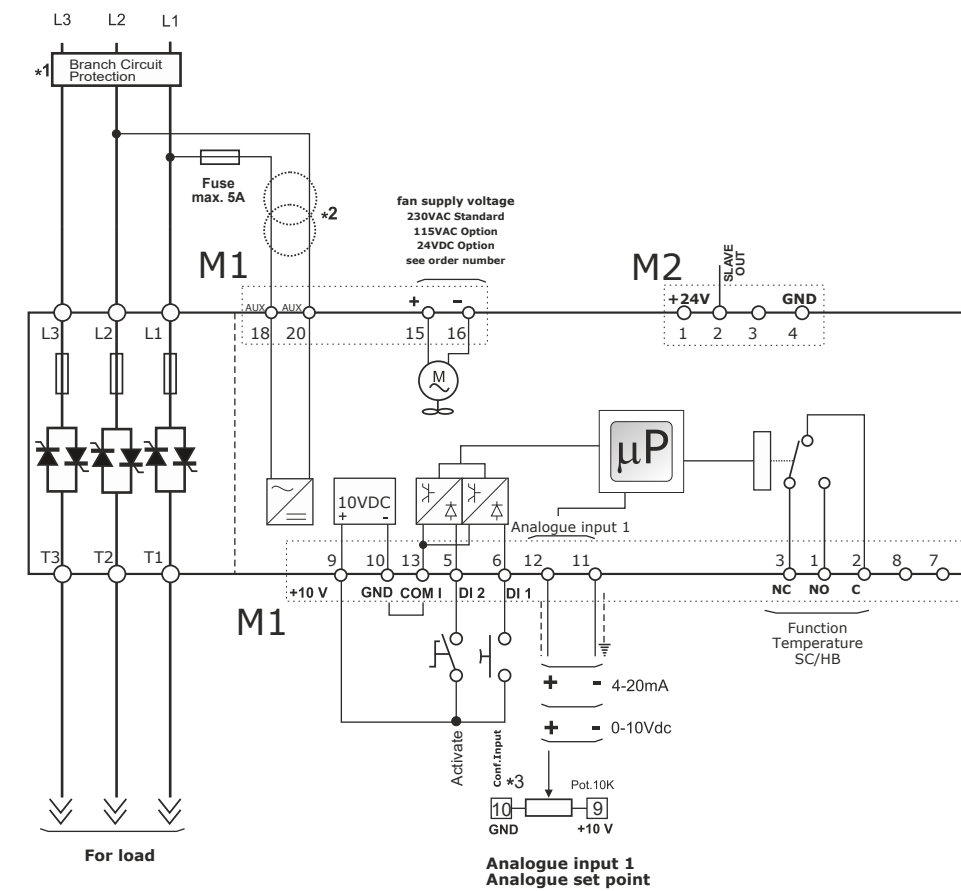 L3 L2 L1
*1 Branch Circuit
Protection
Fuse
max. 5A
*2
fan supply voltage
230VAC Standard
115VAC Option
24VDC Option
see order number
M1
M2
SLAVE
OUT
AUX AUX + - +24V GND
L3 L2 L1 18 20 15 16 1 2 3 4
M
µP
10VDC
+ -
Analogue input 1
T3 T2 T1 9 10 13 5 6 12 11 3 1 2 8 7
+10 V GND COM I DI 2 DI 1 NC NO C
M1
Function
Temperature
SC/HB
+ - 4-20mA
+ - 0-10Vdc
Activate
Conf.Input
*3
Pot.10K
10 9
GND +10 V
For load
Analogue input 1
Analogue set point